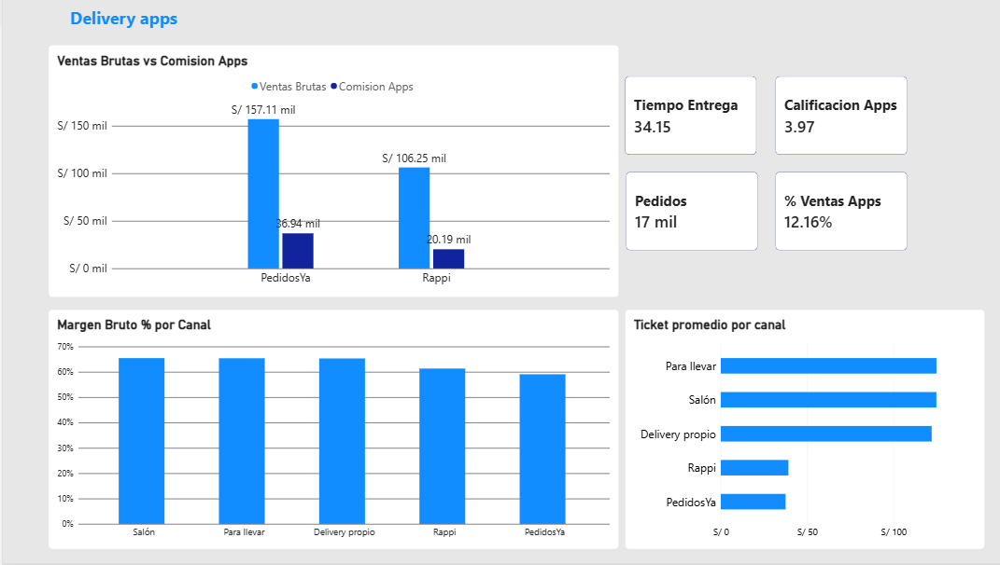 Delivery apps
Ventas Brutas vs Comision Apps
Ventas Brutas Comision Apps
S/ 150 mil
S/ 100 mil
S/ 50 mil
S/ 0 mil
S/ 157.11 mil
36.94 mil
S/ 106.25 mil
20.19 mil
PedidosYa Rappi
Tiempo Entrega
34.15
Calificacion Apps
3.97
Pedidos
17 mil
% Ventas Apps
12.16%
Margen Bruto % por Canal
70%
60%
50%
40%
30%
20%
10%
0%
Salón Para llevar Delivery propio Rappi PedidosYa
Ticket promedio por canal
Para llevar
Salón
Delivery propio
Rappi
PedidosYa
S/ 0 S/ 50 S/ 100